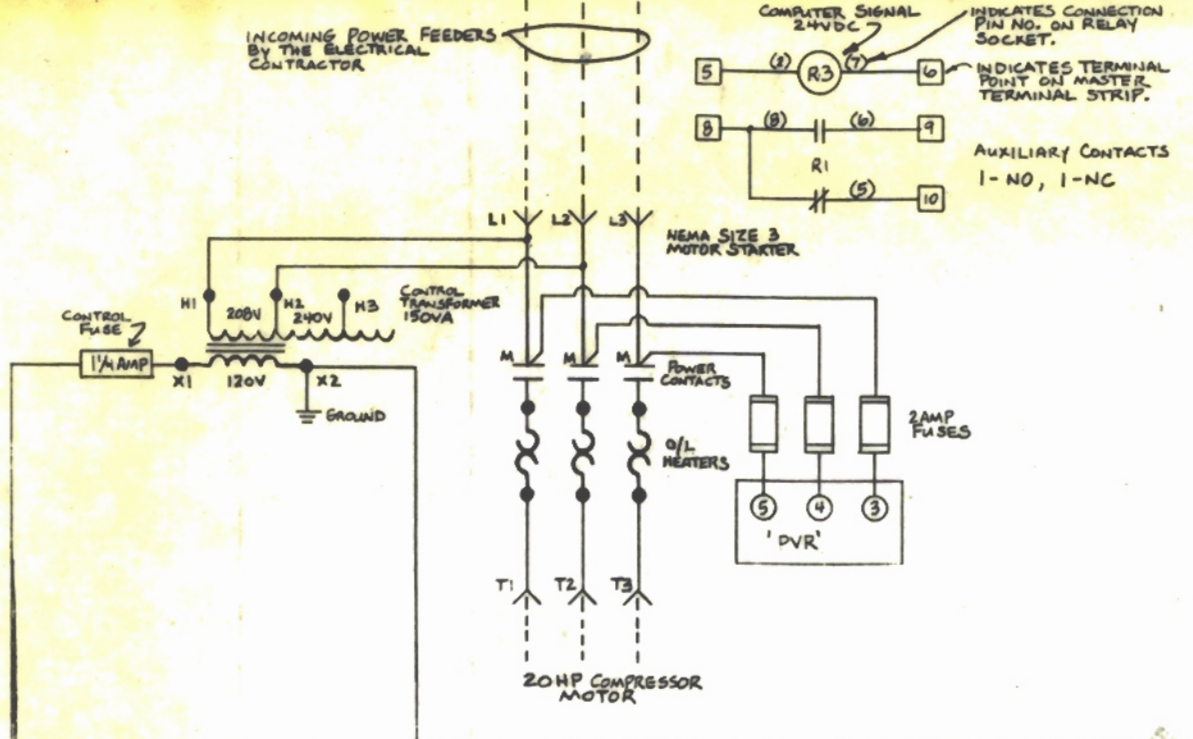 INCOMING POWER FEEDERS
BY THE ELECTRICAL
CONTRACTOR
COMPUTER SIGNAL
24VDC
INDICATES CONNECTION
PIN NO. ON RELAY
SOCKET.
5
(2)
R3
(7)
6
INDICATES TERMINAL
POINT ON MASTER
TERMINAL STRIP.
8
(8)
(6)
9
R1
(5)
10
AUXILIARY CONTACTS
1-NO, 1-NC
L1
L2
L3
NEMA SIZE 3
MOTOR STARTER
H1
208V
H2
240V
H3
CONTROL
TRANSFORMER
150VA
CONTROL
FUSE
1 1/4 AMP
X1
120V
X2
GROUND
M
M
M
POWER
CONTACTS
O/L
HEATERS
2AMP
FUSES
5
4
3
'DVR'
T1
T2
T3
20HP COMPRESSOR
MOTOR